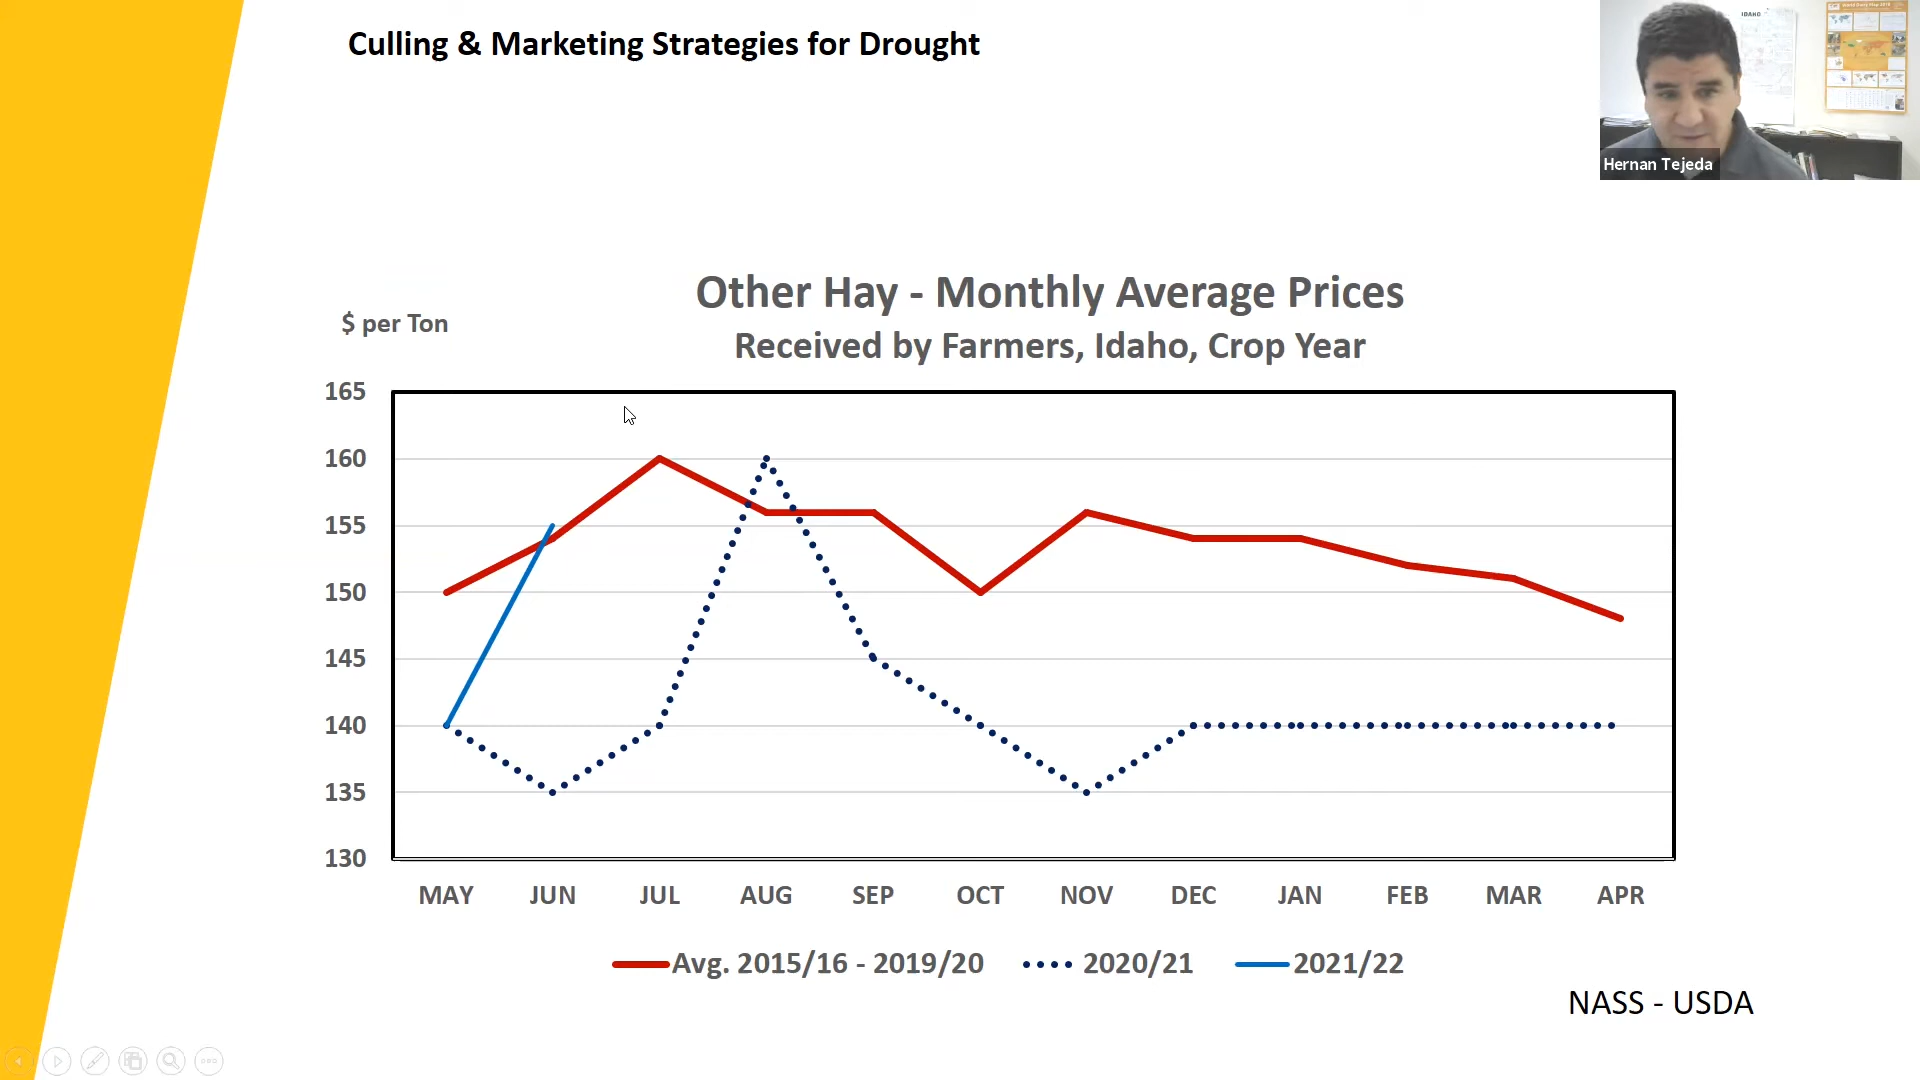 Culling & Marketing Strategies for Drought
IDAHO
Hernan Tejeda
Other Hay - Monthly Average Prices
$ per Ton
Received by Farmers, Idaho, Crop Year
165
160
155
150
145
140
135
130
MAY JUN JUL AUG SEP OCT NOV DEC JAN FEB MAR APR
Avg. 2015/16 - 2019/20 2020/21 2021/22
NASS - USDA